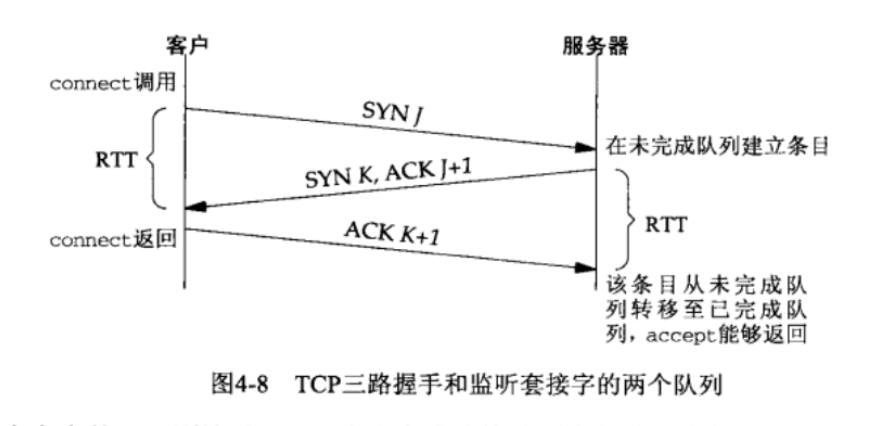 客户 服务器
connect调用
SYN J
RTT
在未完成队列建立条目
SYN K, ACK J+1
RTT
connect返回
ACK K+1
该条目从未完成队
列转移至已完成队
列，accept能够返回
图4-8 TCP三路握手和监听套接字的两个队列